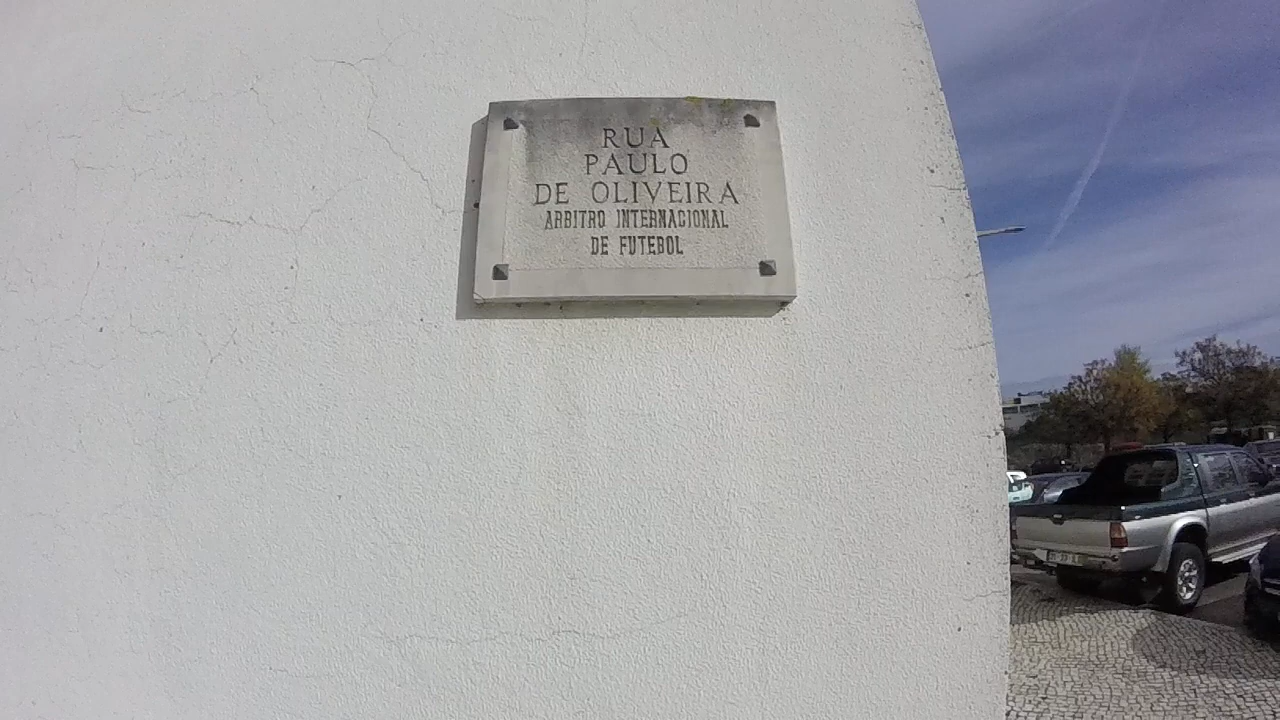 RUA
PAULO
DE OLIVEIRA
ARBITRO INTERNACIONAL
DE FUTEBOL